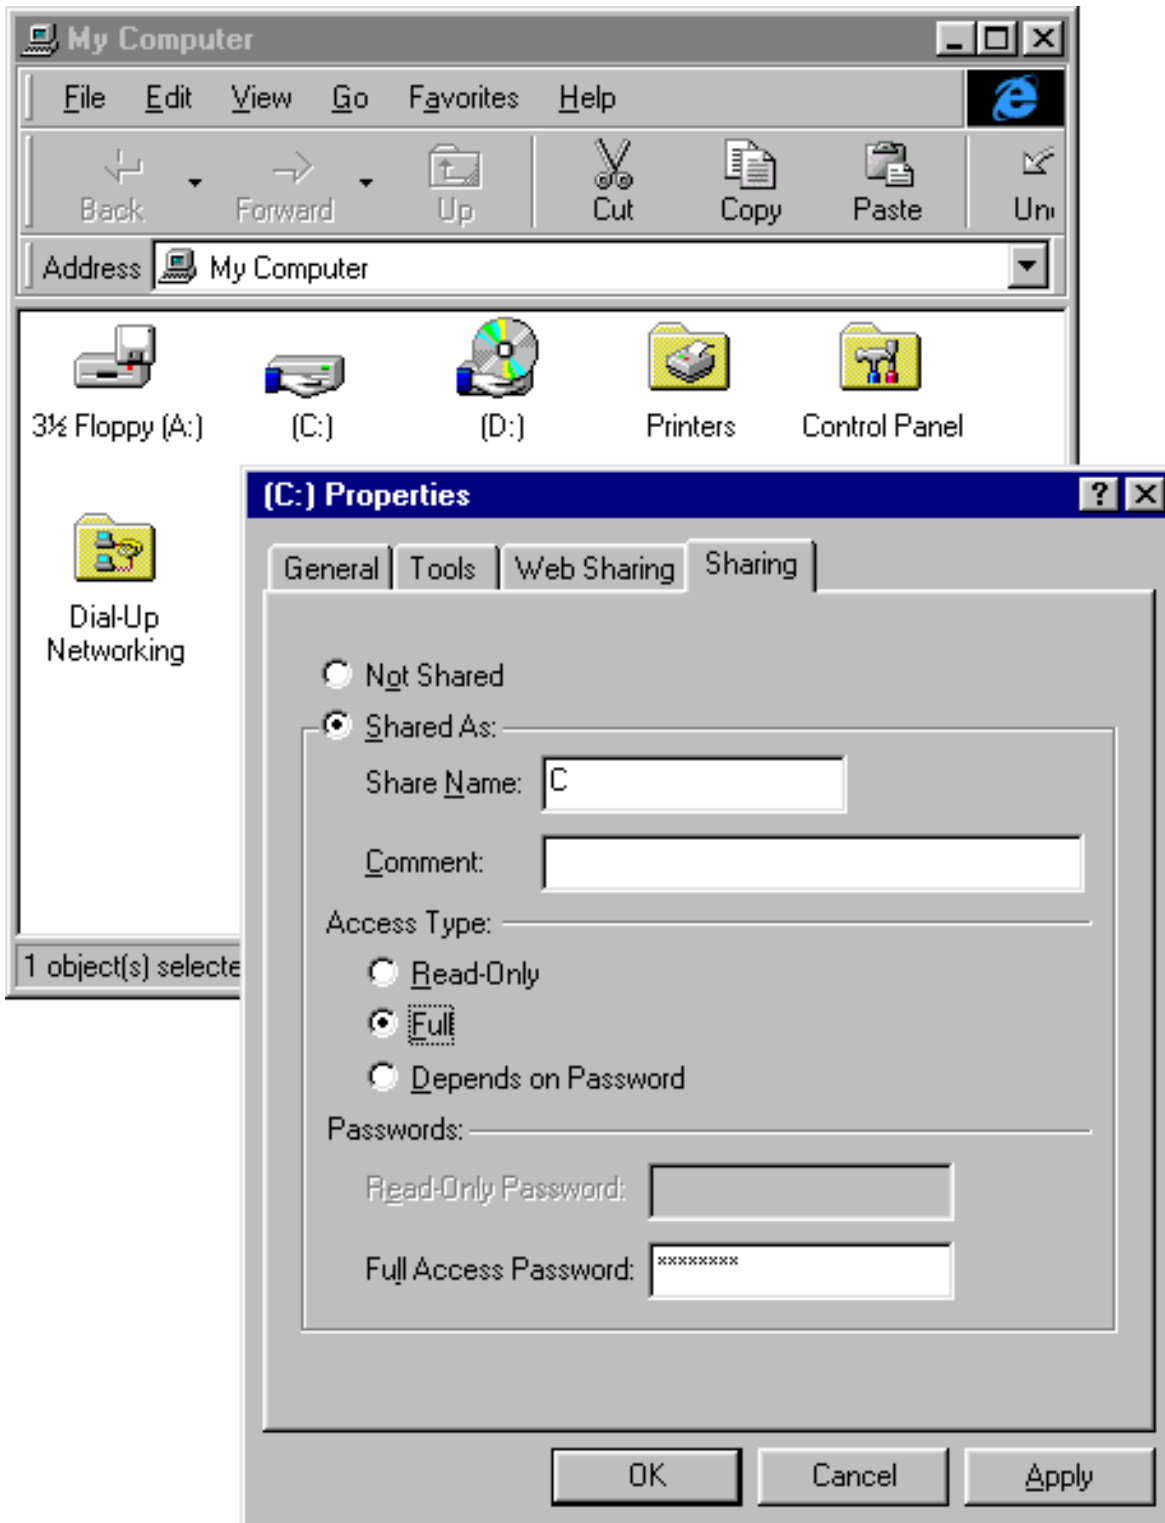 My Computer
File Edit View Go Favorites Help
Back Forward Up Cut Copy Paste
Address My Computer
3½ Floppy (A:) (C:) (D:) Printers Control Panel
Dial-Up
Networking
1 object(s)
(C:) Properties
General Tools Web Sharing Sharing
Not Shared
Shared As:
Share Name: C
Comment:
Access Type:
Read-Only
Full
Depends on Password
Passwords:
Read-Only Password:
Full Access Password: ********
OK Cancel Apply